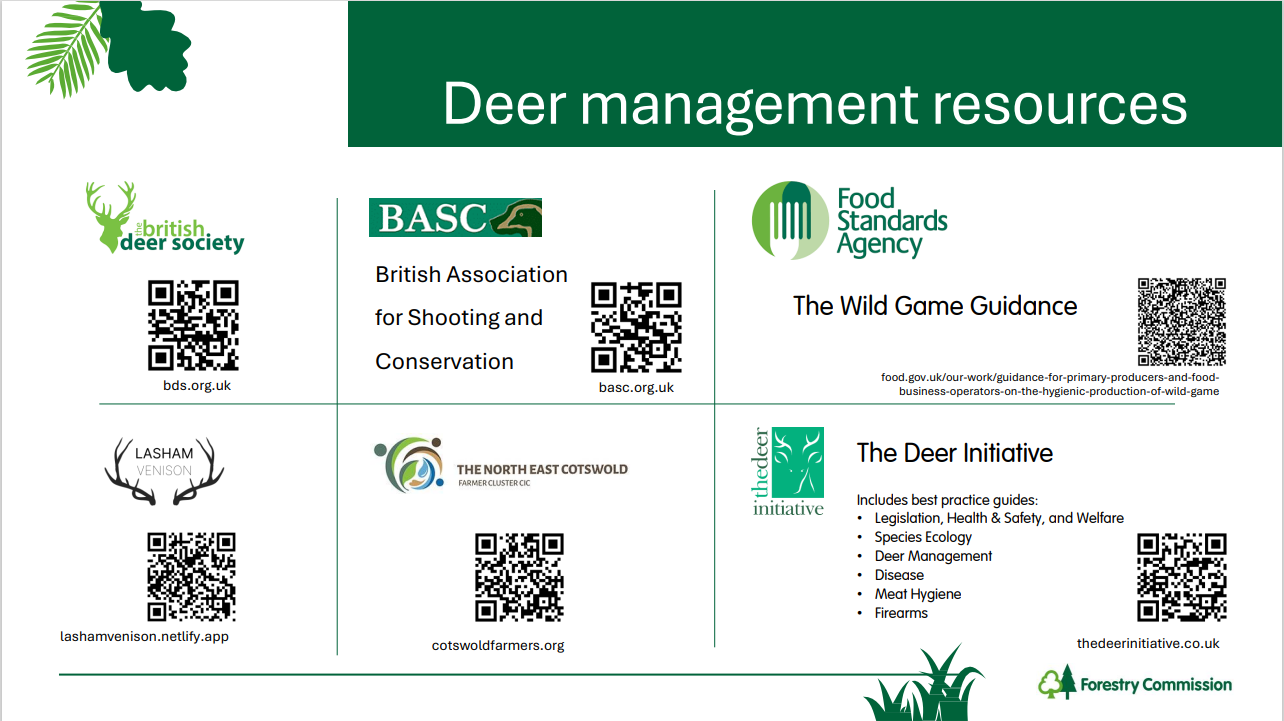 Deer management resources
the british
deer society
bds.org.uk
BASC
British Association
for Shooting and
Conservation
basc.org.uk
Food
Standards
Agency
The Wild Game Guidance
food.gov.uk/our-work/guidance-for-primary-producers-and-food-
business-operators-on-the-hygienic-production-of-wild-game
LASHAM
VENISON
lashamvenison.netlify.app
THE NORTH EAST COTSWOLD
FARMER CLUSTER CIC
cotswoldfarmers.org
thedeer
initiative
The Deer Initiative
Includes best practice guides:
• Legislation, Health & Safety, and Welfare
• Species Ecology
• Deer Management
• Disease
• Meat Hygiene
• Firearms
thedeerinitiative.co.uk
Forestry Commission